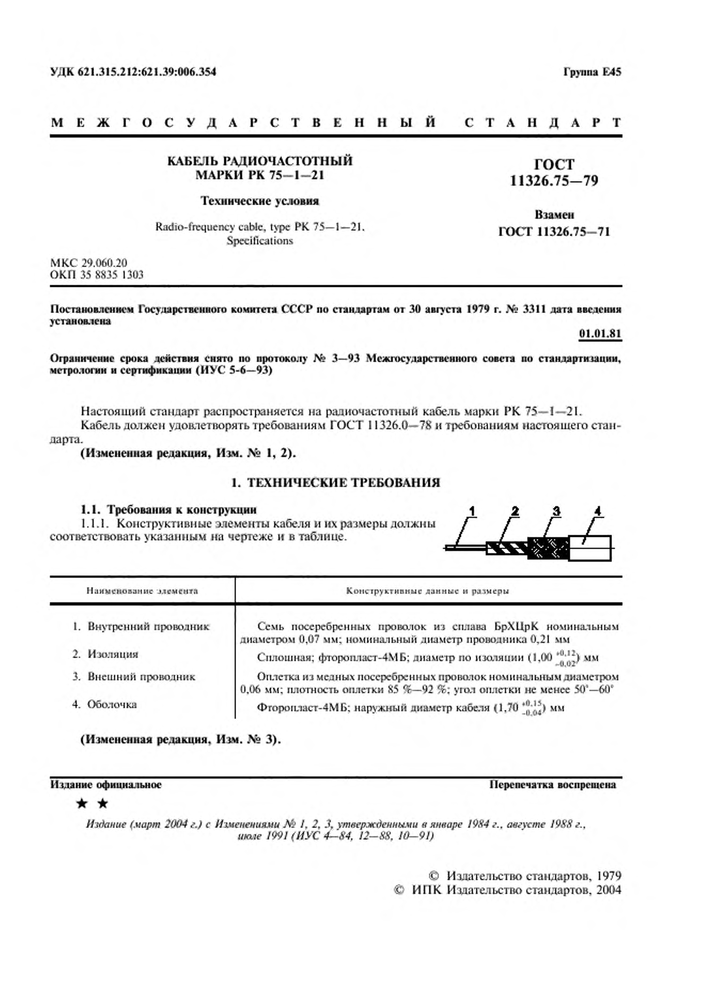 УДК 621.315.212:621.39:006.354 Группа Е45
МЕЖГОСУДАРСТВЕННЫЙ СТАНДАРТ
КАБЕЛЬ РАДИОЧАСТОТНЫЙ
МАРКИ РК 75—1—21
Технические условия
Radio-frequency cable, type РК 75—1—21.
Specifications
ГОСТ
11326.75—79
Взамен
ГОСТ 11326.75—71
МКС 29.060.20
ОКП 35 8835 1303
Постановлением Государственного комитета СССР по стандартам от 30 августа 1979 г. № 3311 дата введения
установлена
01.01.81
Ограничение срока действия снято по протоколу № 3—93 Межгосударственного совета по стандартизации,
метрологии и сертификации (ИУС 5-6—93)
Настоящий стандарт распространяется на радиочастотный кабель марки РК 75—1—21.
Кабель должен удовлетворять требованиям ГОСТ 11326.0—78 и требованиям настоящего стан-
дарта.
(Измененная редакция, Изм. № 1, 2).
1. ТЕХНИЧЕСКИЕ ТРЕБОВАНИЯ
1.1. Требования к конструкции
1.1.1. Конструктивные элементы кабеля и их размеры должны
соответствовать указанным на чертеже и в таблице.
1 2 3 4
Наименование элемента Конструктивные данные и размеры
1. Внутренний проводник Семь посеребренных проволок из сплава БрХЦрК номинальным
диаметром 0,07 мм; номинальный диаметр проводника 0,21 мм
2. Изоляция Сплошная; фторопласт-4МБ; диаметр по изоляции (1,00 +0,12 −0,02) мм
3. Внешний проводник Оплетка из медных посеребренных проволок номинальным диаметром
0,06 мм; плотность оплетки 85 %—92 %; угол оплетки не менее 50°—60°
4. Оболочка Фторопласт-4МБ; наружный диаметр кабеля (1,70 +0,15 −0,04) мм
(Измененная редакция, Изм. № 3).
Издание официальное Перепечатка воспрещена
★ ★
Издание (март 2004 г.) с Изменениями № 1, 2, 3, утвержденными в январе 1984 г., августе 1988 г.,
июле 1991 (ИУС 4—84, 12—88, 10—91)
© Издательство стандартов, 1979
© ИПК Издательство стандартов, 2004